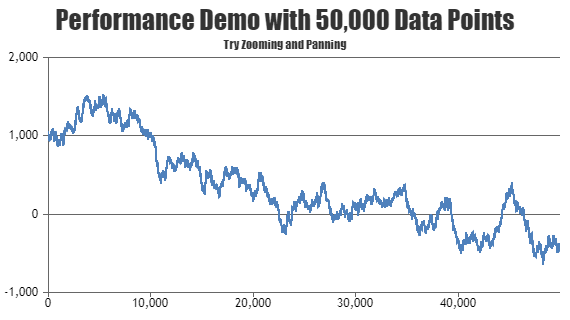 Performance Demo with 50,000 Data Points
Try Zooming and Panning
2,000
1,000
0
-1,000
0 10,000 20,000 30,000 40,000